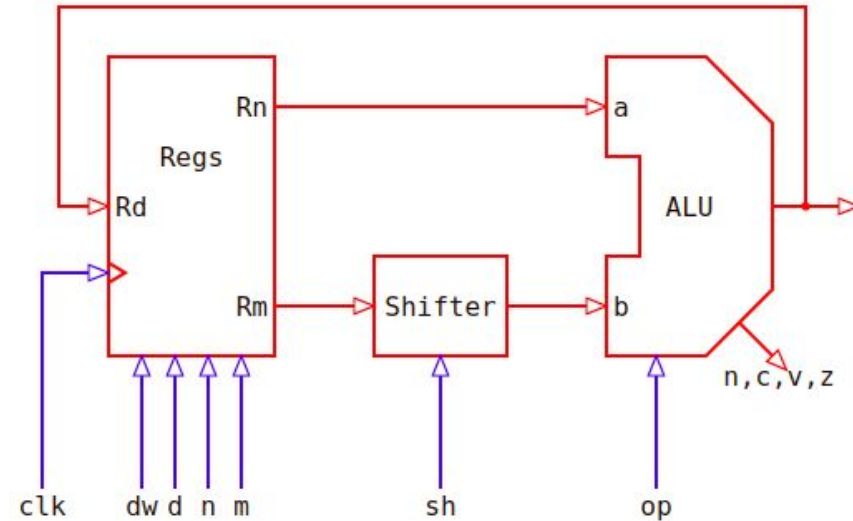 Rn
a
Regs
Rd
ALU
Rm
Shifter
b
n,c,v,z
clk
dw d n m
sh
op